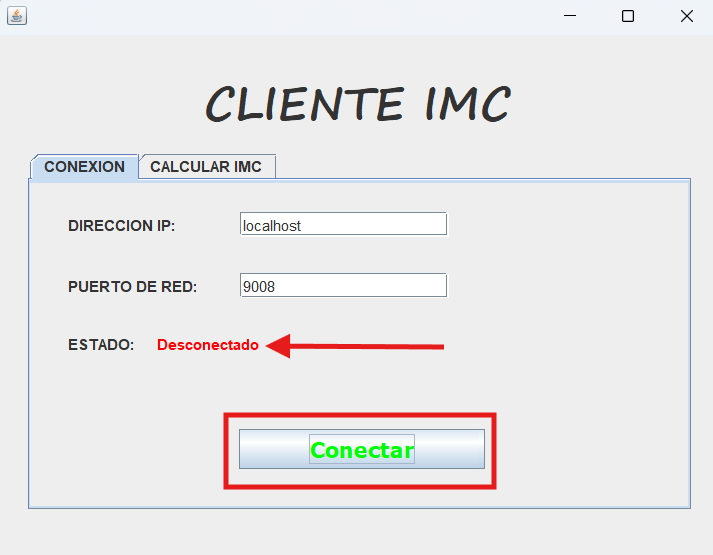 CLIENTE IMC
CONEXION CALCULAR IMC
DIRECCION IP: localhost
PUERTO DE RED: 9008
ESTADO: Desconectado
Conectar